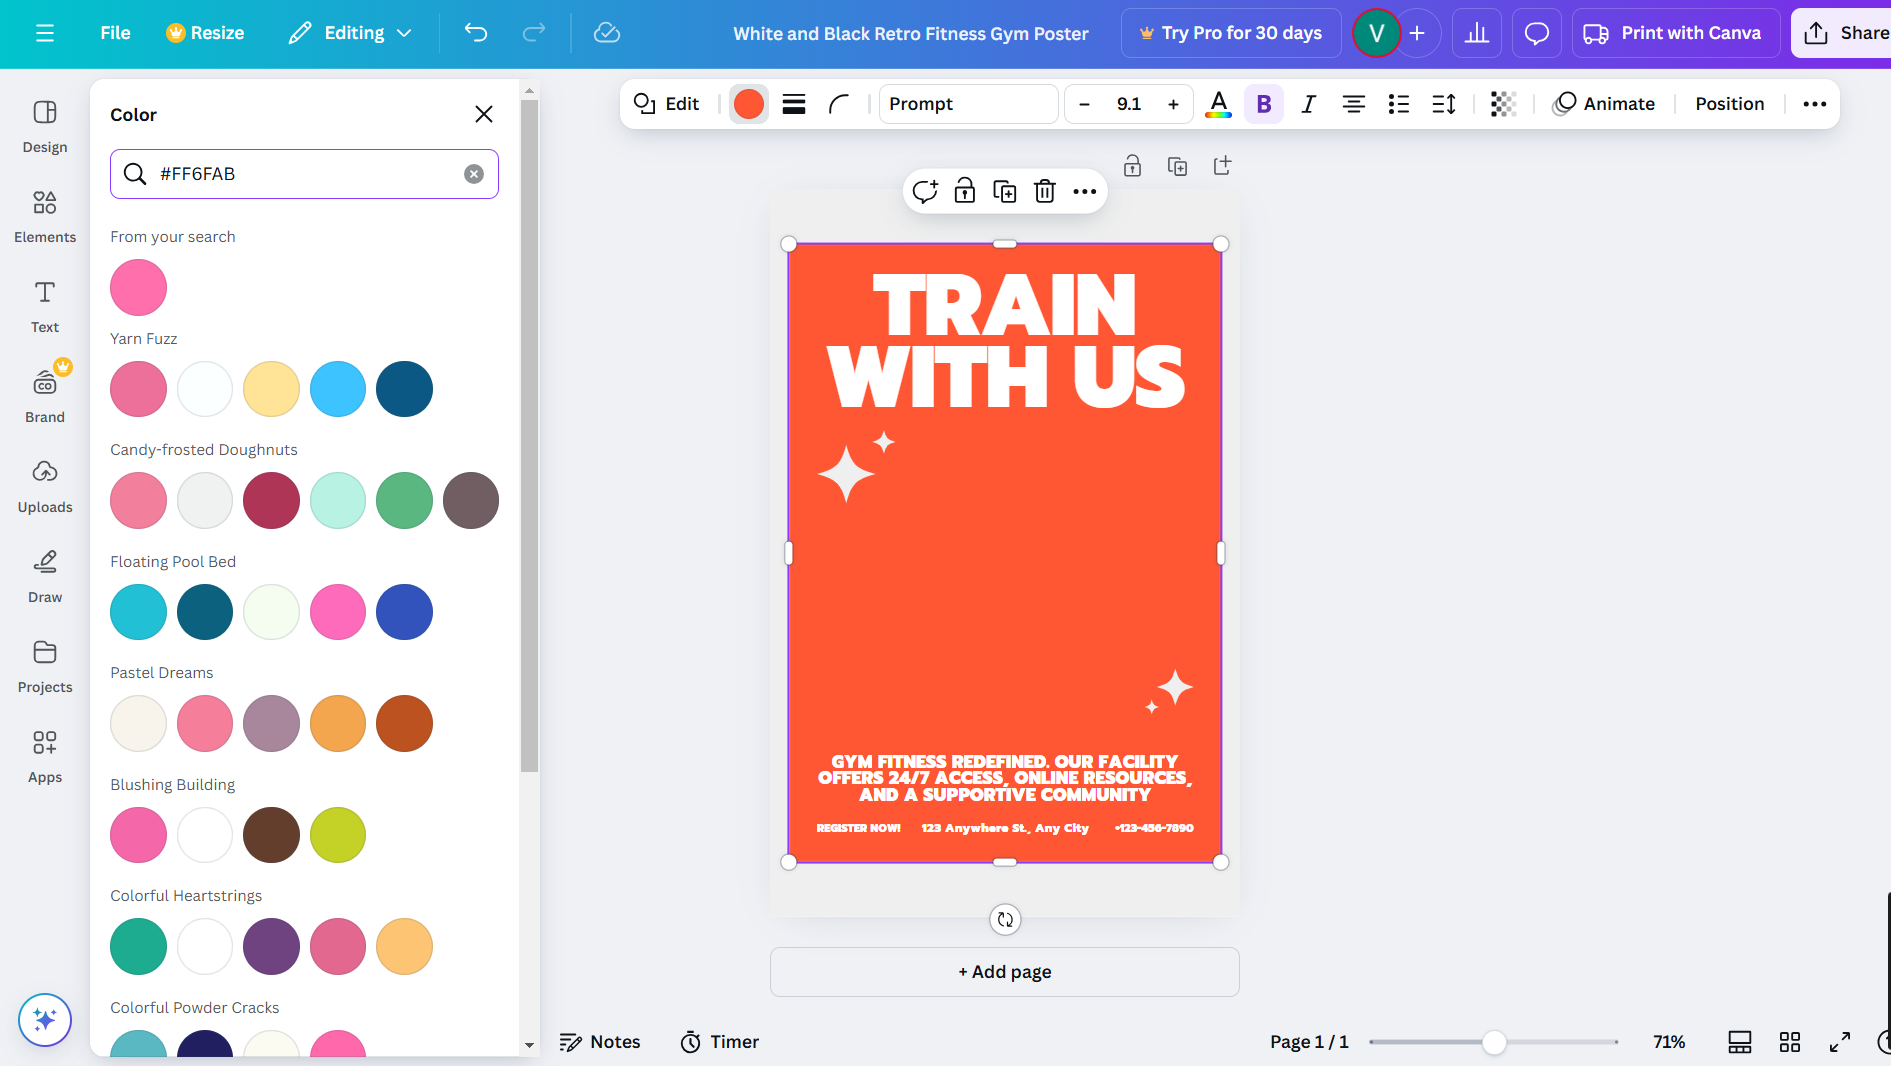 File
Resize
Editing
White and Black Retro Fitness Gym Poster
Try Pro for 30 days
V
Print with Canva
Share
Design
Elements
Text
Brand
Uploads
Draw
Projects
Apps
Color
#FF6FAB
From your search
Yarn Fuzz
Candy-frosted Doughnuts
Floating Pool Bed
Pastel Dreams
Blushing Building
Colorful Heartstrings
Colorful Powder Cracks
Edit
Prompt
– 9.1 +
A
B
I
Animate
Position
TRAIN
WITH US
GYM FITNESS REDEFINED. OUR FACILITY
OFFERS 24/7 ACCESS, ONLINE RESOURCES,
AND A SUPPORTIVE COMMUNITY
REGISTER NOW!
123 Anywhere St., Any City
+123-456-7890
+ Add page
Notes
Timer
Page 1 / 1
71%